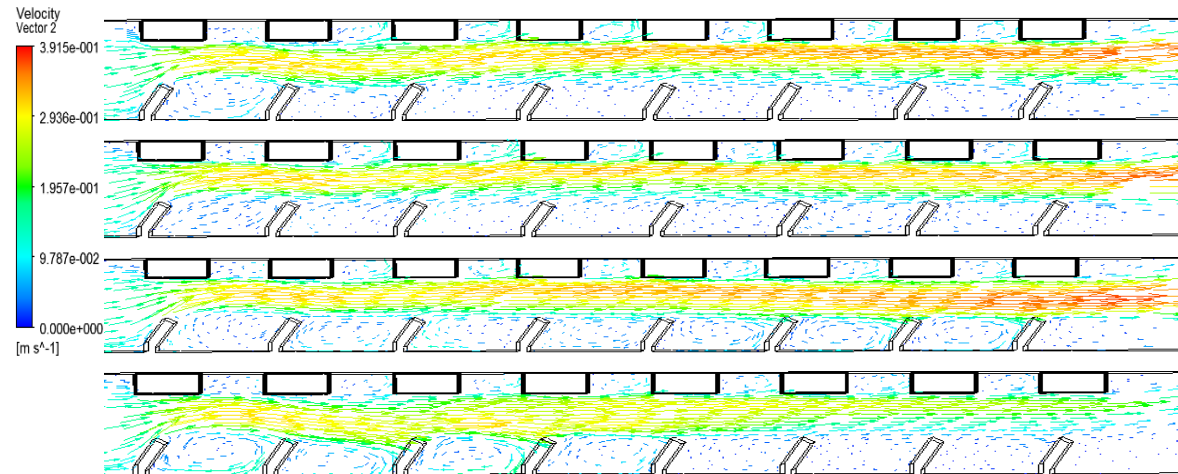 Velocity
Vector 2
3.915e-001
2.936e-001
1.957e-001
9.787e-002
0.000e+000
[m s^-1]